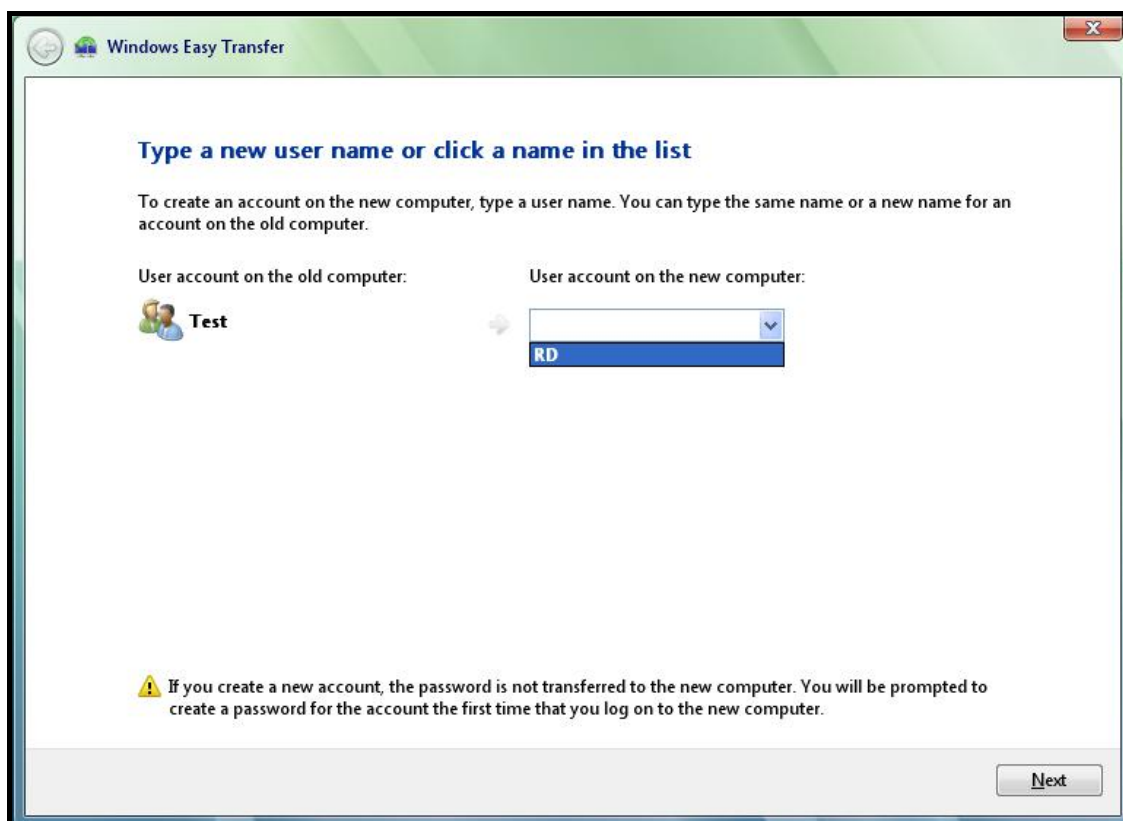 Windows Easy Transfer
Type a new user name or click a name in the list
To create an account on the new computer, type a user name. You can type the same name or a new name for an
account on the old computer.
User account on the old computer: User account on the new computer:
Test
RD
If you create a new account, the password is not transferred to the new computer. You will be prompted to
create a password for the account the first time that you log on to the new computer.
Next